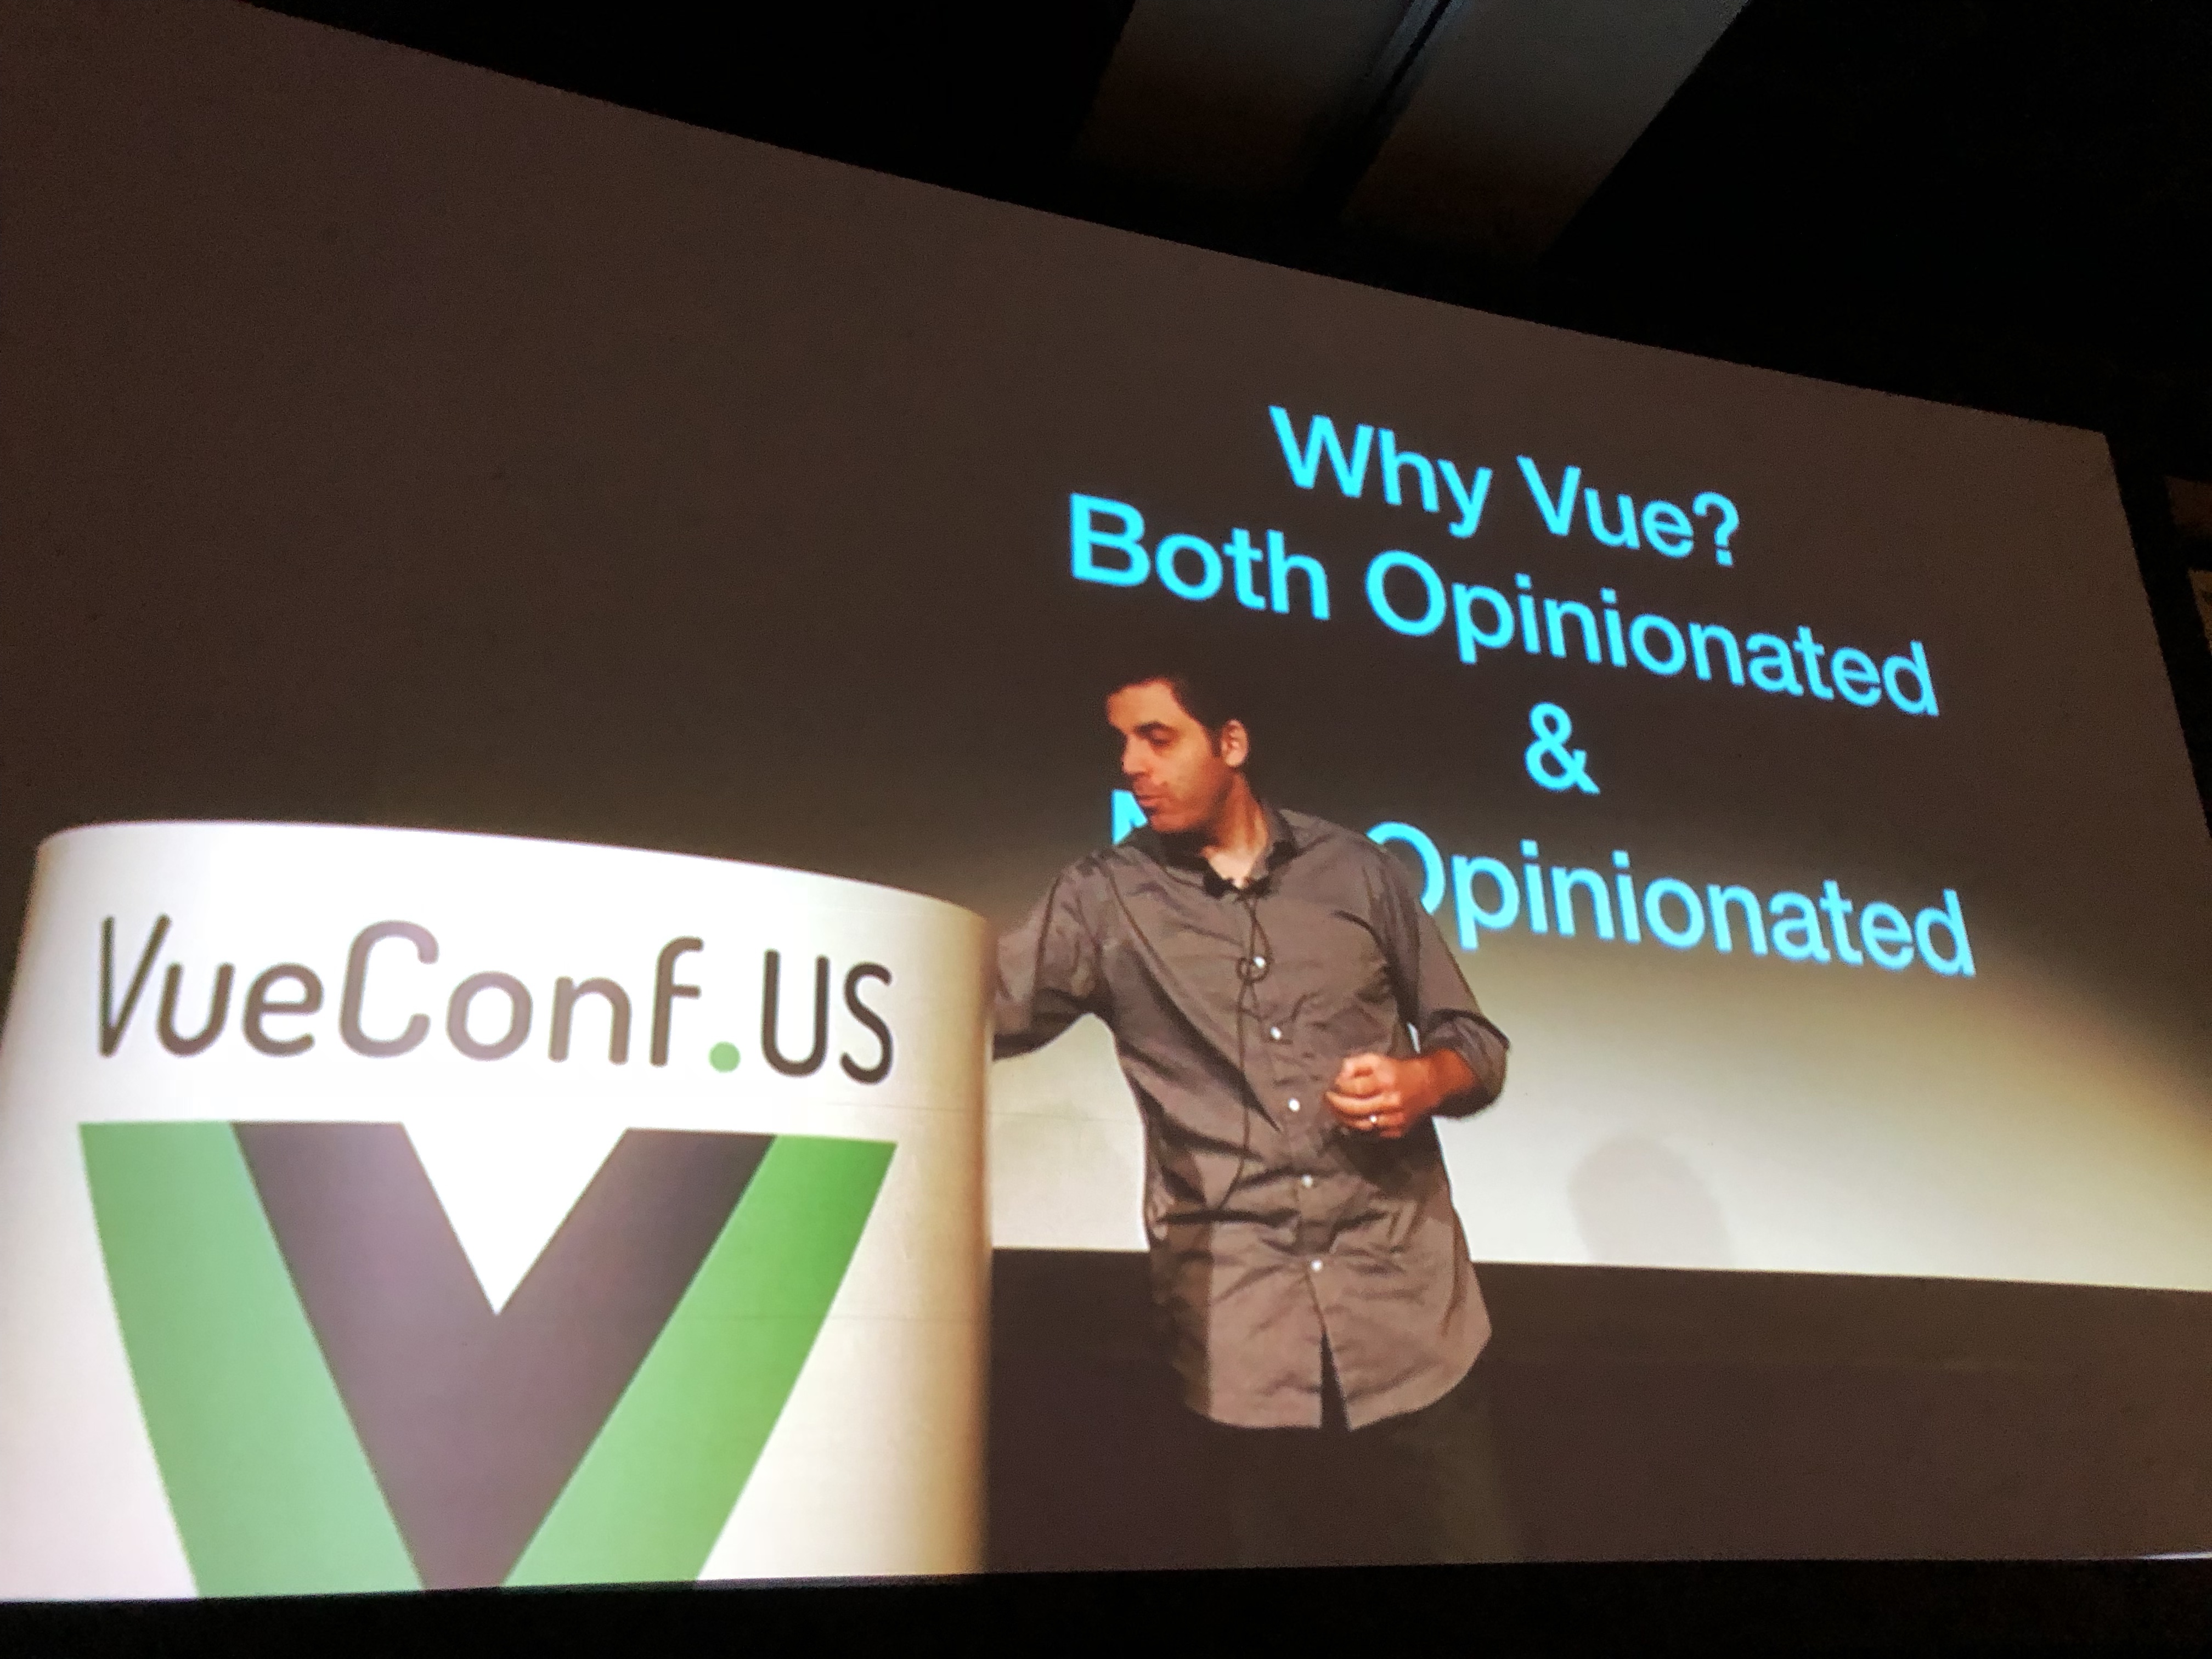 Why Vue?
Both Opinionated
&
Opinionated
VueConf.US